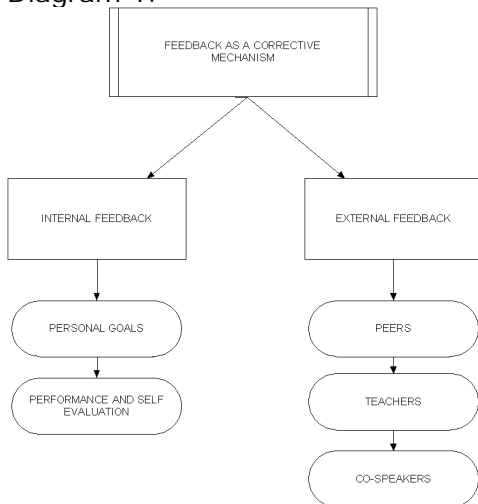 Diagram 1.
FEEDBACK AS A CORRECTIVE
MECHANISM
INTERNAL FEEDBACK
EXTERNAL FEEDBACK
PERSONAL GOALS
PEERS
PERFORMANCE AND SELF
EVALUATION
TEACHERS
CO-SPEAKERS